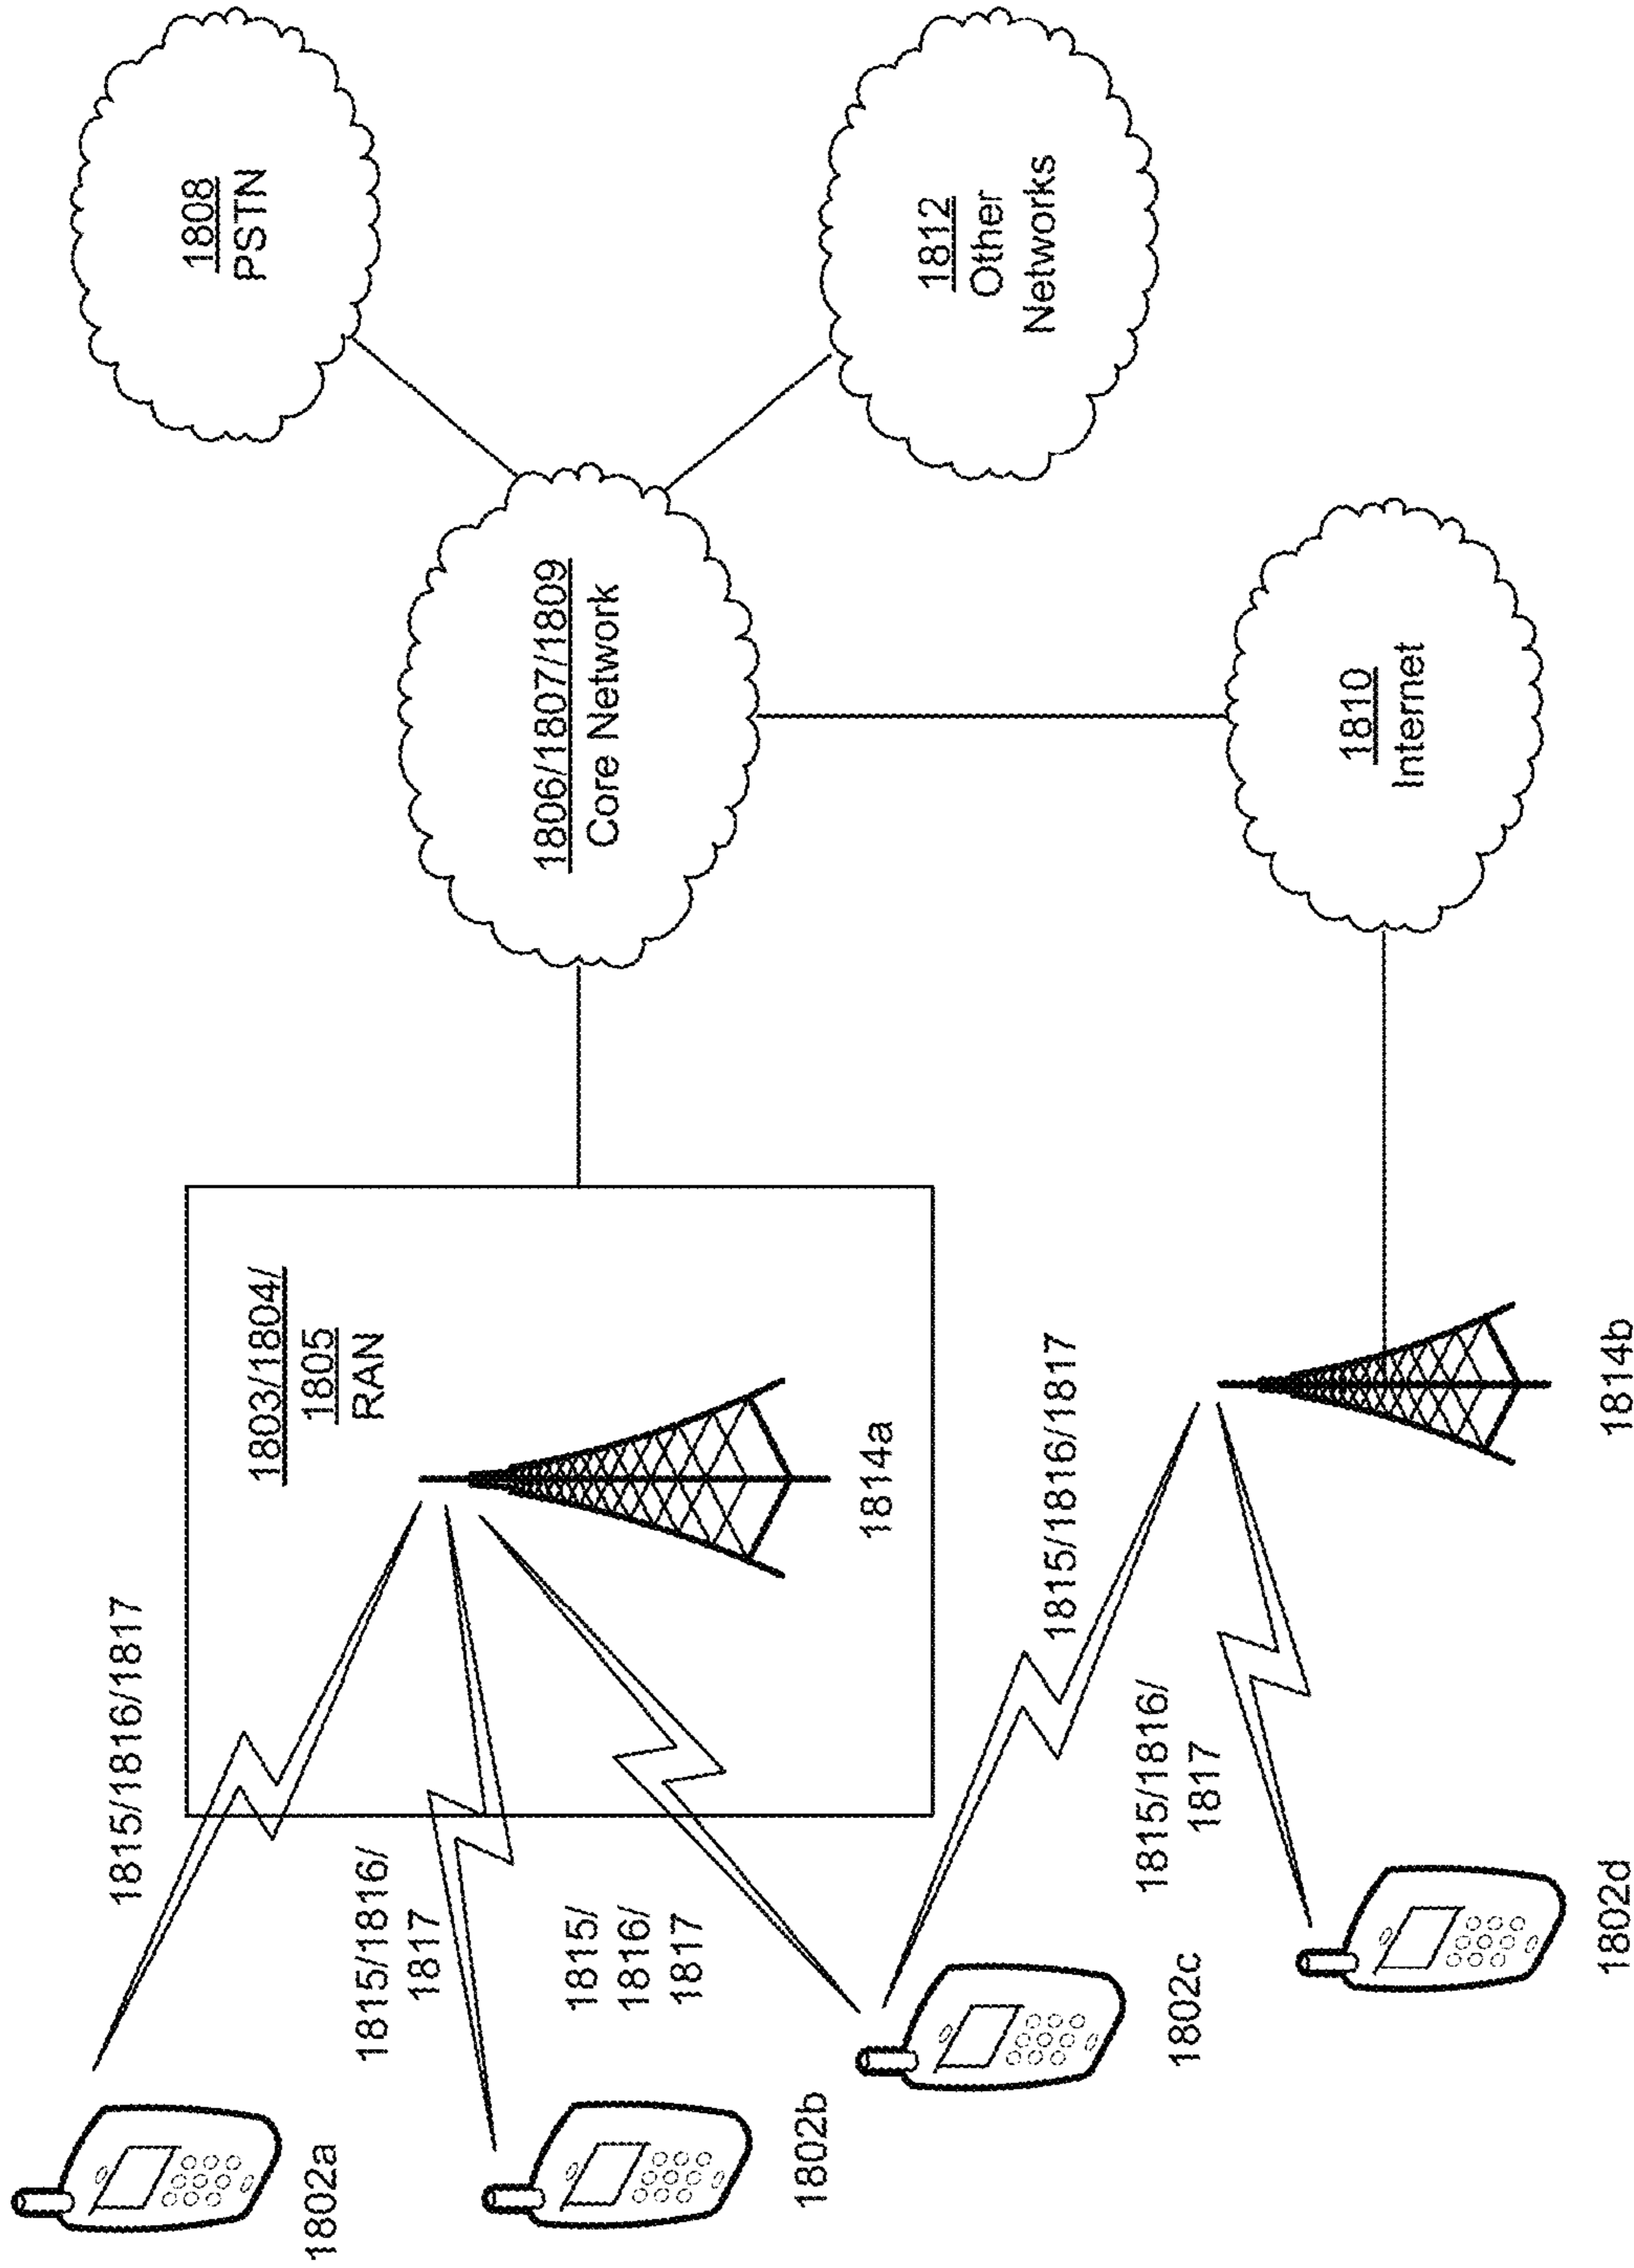 1815/1816/1817
1802a
1803/1804/
1805
RAN
1808
PSTN
1815/1816/
1817
1802b
1815/
1816/
1817
1814a
1806/1807/1809
Core Network
1812
Other
Networks
1802c
1815/1816/1817
1815/1816/
1817
1802d
1814b
1810
Internet